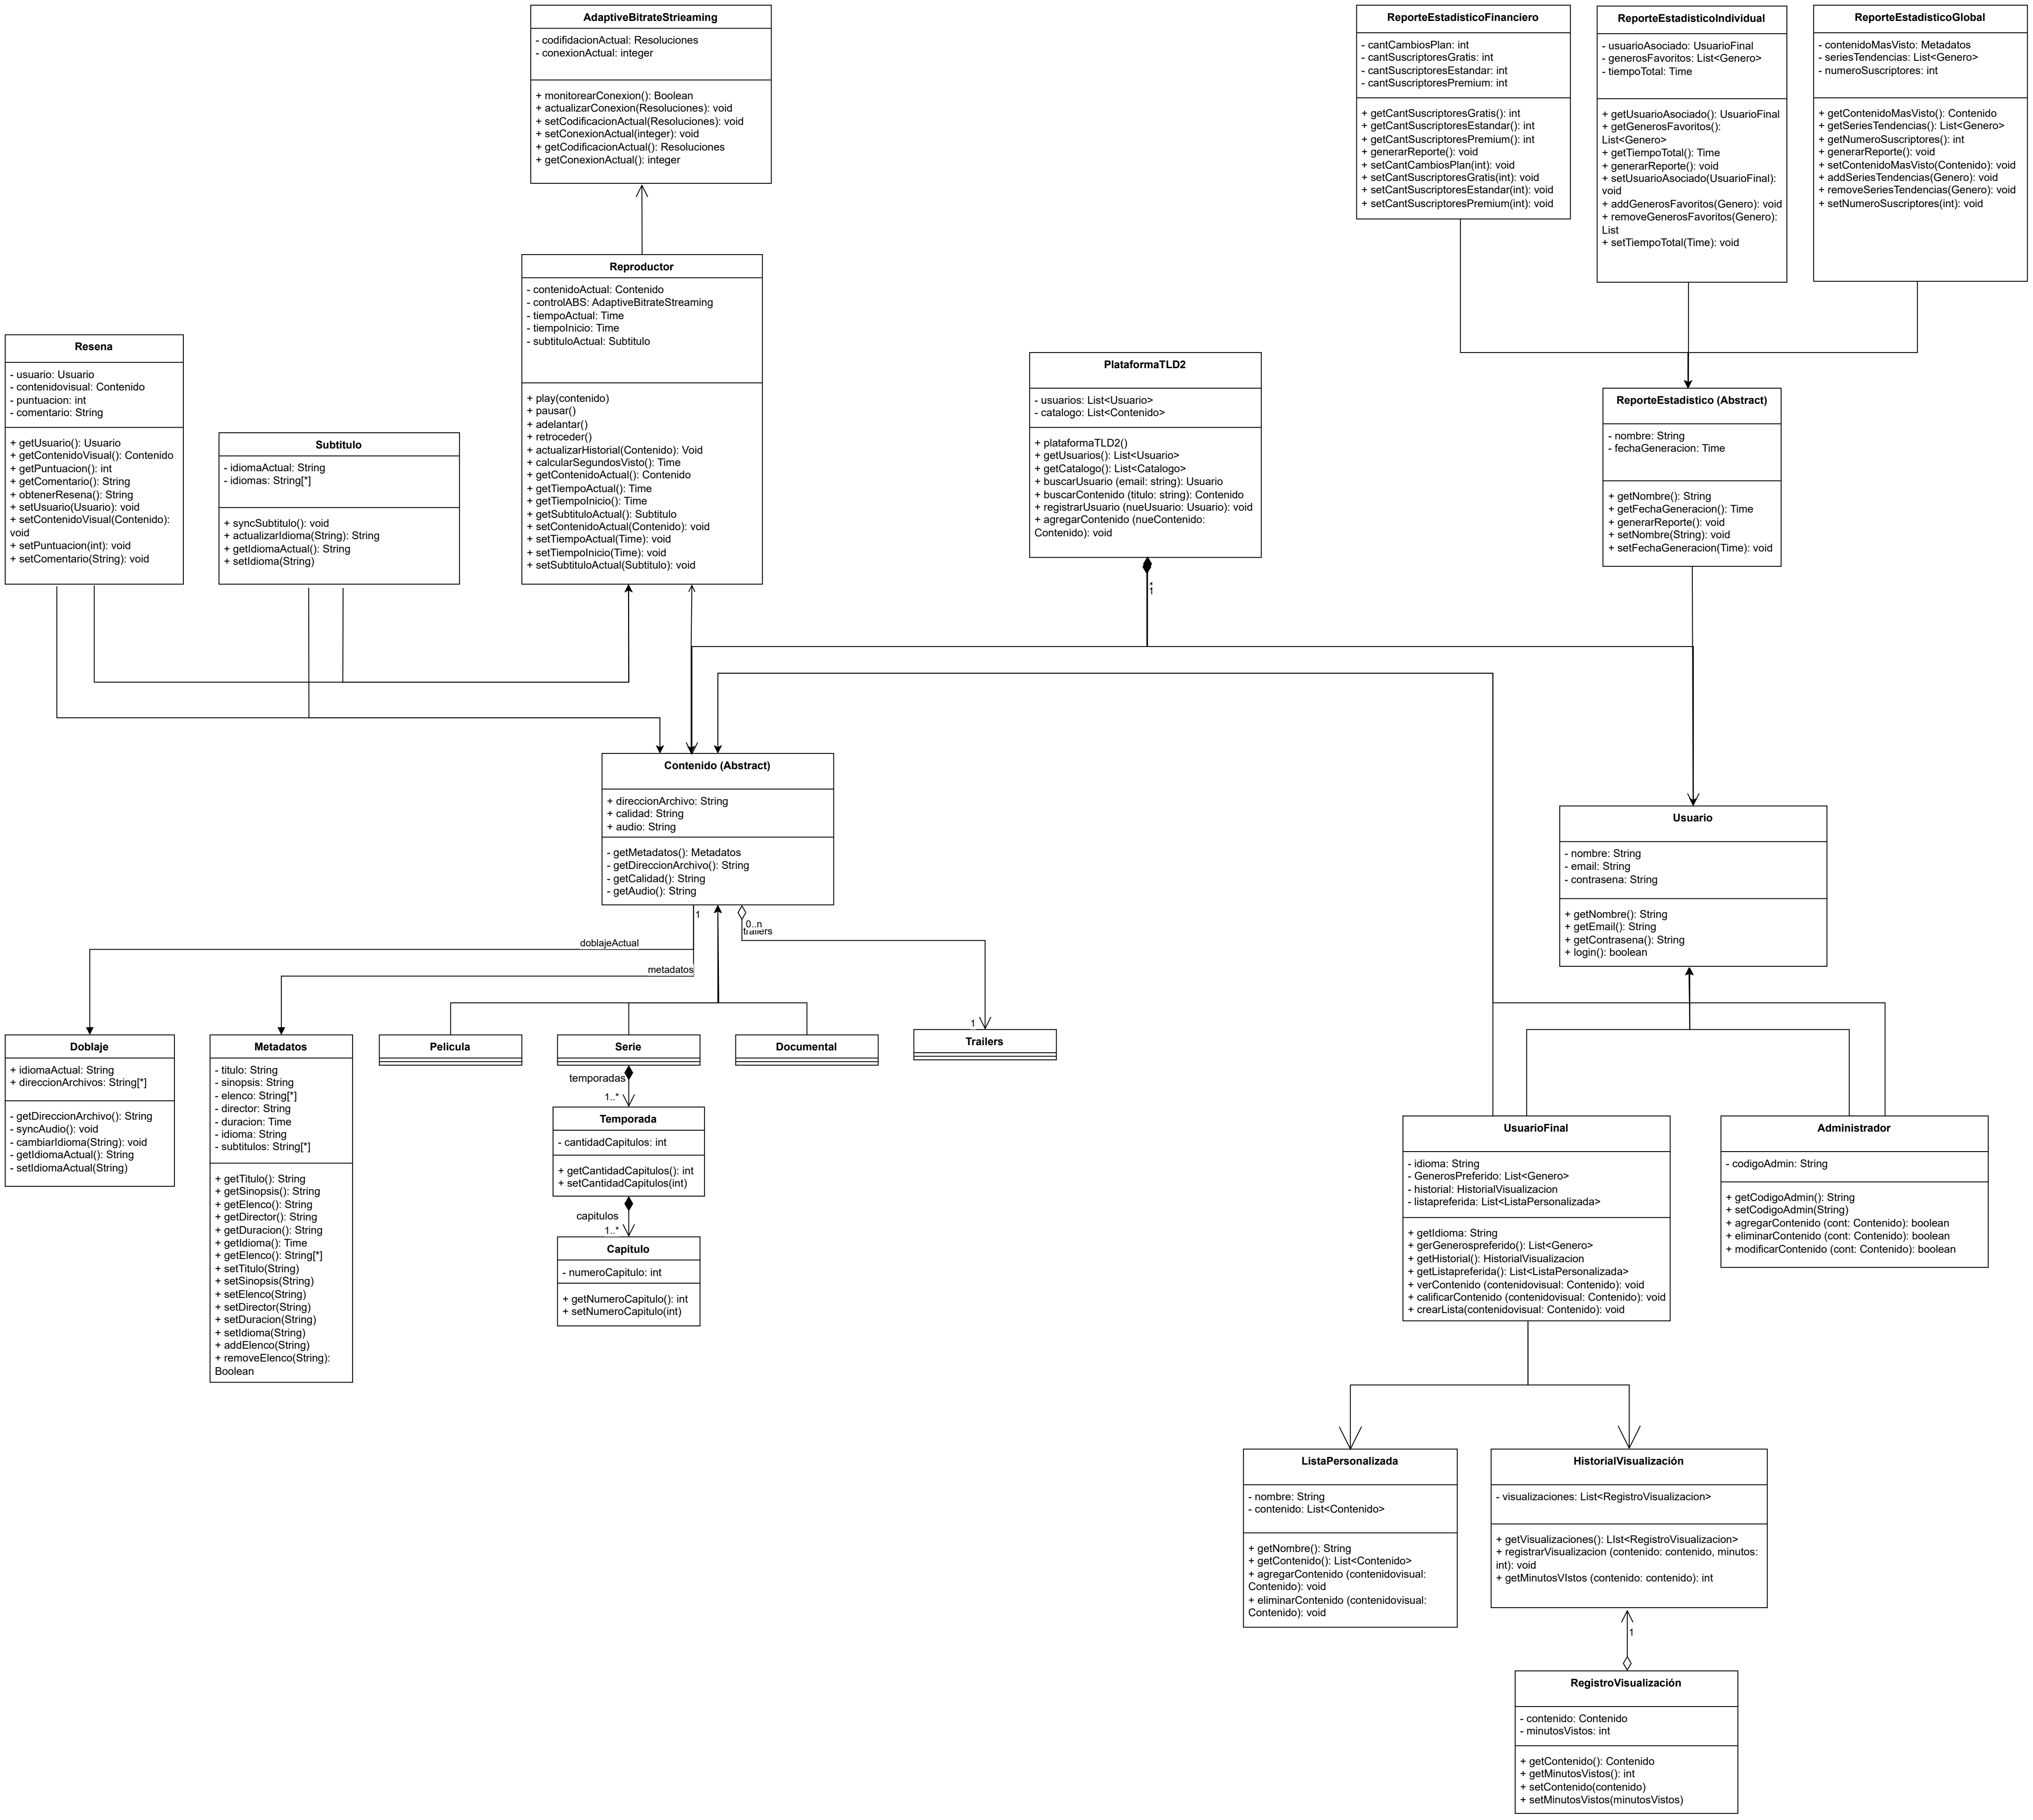 AdaptiveBitrateStrieaming
- codifidacionActual: Resoluciones
- conexionActual: integer
+ monitorearConexion(): Boolean
+ actualizarConexion(Resoluciones): void
+ setCodificacionActual(Resoluciones): void
+ setConexionActual(integer): void
+ getCodificacionActual(): Resoluciones
+ getConexionActual(): integer
ReporteEstadisticoFinanciero
- cantCambiosPlan: int
- cantSuscriptoresGratis: int
- cantSuscriptoresEstandar: int
- cantSuscriptoresPremium: int
+ getCantSuscriptoresGratis(): int
+ getCantSuscriptoresEstandar(): int
+ getCantSuscriptoresPremium(): int
+ generarReporte(): void
+ setCantCambiosPlan(int): void
+ setCantSuscriptoresGratis(int): void
+ setCantSuscriptoresEstandar(int): void
+ setCantSuscriptoresPremium(int): void
ReporteEstadisticoIndividual
- usuarioAsociado: UsuarioFinal
- generosFavoritos: List<Genero>
- tiempoTotal: Time
+ getUsuarioAsociado(): UsuarioFinal
+ getGenerosFavoritos():
List<Genero>
+ getTiempoTotal(): Time
+ generarReporte(): void
+ setUsuarioAsociado(UsuarioFinal):
void
+ addGenerosFavoritos(Genero): void
+ removeGenerosFavoritos(Genero):
List
+ setTiempoTotal(Time): void
ReporteEstadisticoGlobal
- contenidoMasVisto: Metadatos
- seriesTendencias: List<Genero>
- numeroSuscriptores: int
+ getContenidoMasVisto(): Contenido
+ getSeriesTendencias(): List<Genero>
+ getNumeroSuscriptores(): int
+ generarReporte(): void
+ setContenidoMasVisto(Contenido): void
+ addSeriesTendencias(Genero): void
+ removeSeriesTendencias(Genero): void
+ setNumeroSuscriptores(int): void
Reproductor
- contenidoActual: Contenido
- controlABS: AdaptiveBitrateStreaming
- tiempoActual: Time
- tiempoInicio: Time
- subtituloActual: Subtitulo
+ play(contenido)
+ pausar()
+ adelantar()
+ retroceder()
+ actualizarHistorial(Contenido): Void
+ calcularSegundosVisto(): Time
+ getContenidoActual(): Contenido
+ getTiempoActual(): Time
+ getTiempoInicio(): Time
+ getSubtituloActual(): Subtitulo
+ setContenidoActual(Contenido): void
+ setTiempoActual(Time): void
+ setTiempoInicio(Time): void
+ setSubtituloActual(Subtitulo): void
Resena
- usuario: Usuario
- contenidovisual: Contenido
- puntuacion: int
- comentario: String
+ getUsuario(): Usuario
+ getContenidoVisual(): Contenido
+ getPuntuacion(): int
+ getComentario(): String
+ obtenerResena(): String
+ setUsuario(Usuario): void
+ setContenidoVisual(Contenido):
void
+ setPuntuacion(int): void
+ setComentario(String): void
Subtitulo
- idiomaActual: String
- idiomas: String[*]
+ syncSubtitulo(): void
+ actualizarIdioma(String): String
+ getIdiomaActual(): String
+ setIdioma(String)
PlataformaTLD2
- usuarios: List<Usuario>
- catalogo: List<Contenido>
+ plataformaTLD2()
+ getUsuarios(): List<Usuario>
+ getCatalogo(): List<Catalogo>
+ buscarUsuario (email: string): Usuario
+ buscarContenido (titulo: string): Contenido
+ registrarUsuario (nueUsuario: Usuario): void
+ agregarContenido (nueContenido:
Contenido): void
1
1
ReporteEstadistico (Abstract)
- nombre: String
- fechaGeneracion: Time
+ getNombre(): String
+ getFechaGeneracion(): Time
+ generarReporte(): void
+ setNombre(String): void
+ setFechaGeneracion(Time): void
Contenido (Abstract)
+ direccionArchivo: String
+ calidad: String
+ audio: String
- getMetadatos(): Metadatos
- getDireccionArchivo(): String
- getCalidad(): String
- getAudio(): String
Usuario
- nombre: String
- email: String
- contrasena: String
+ getNombre(): String
+ getEmail(): String
+ getContrasena(): String
+ login(): boolean
1
0..n
trailers
doblajeActual
metadatos
1
Doblaje
+ idiomaActual: String
+ direccionArchivos: String[*]
- getDireccionArchivo(): String
- syncAudio(): void
- cambiarIdioma(String): void
- getIdiomaActual(): String
- setIdiomaActual(String)
Metadatos
- titulo: String
- sinopsis: String
- elenco: String[*]
- director: String
- duracion: Time
- idioma: String
- subtitulos: String[*]
+ getTitulo(): String
+ getSinopsis(): String
+ getElenco(): String
+ getDirector(): String
+ getDuracion(): String
+ getIdioma(): Time
+ getElenco(): String[*]
+ setTitulo(String)
+ setSinopsis(String)
+ setElenco(String)
+ setDirector(String)
+ setDuracion(String)
+ setIdioma(String)
+ addElenco(String)
+ removeElenco(String):
Boolean
Pelicula
Serie
Documental
Trailers
temporadas
1..*
Temporada
- cantidadCapitulos: int
+ getCantidadCapitulos(): int
+ setCantidadCapitulos(int)
capitulos
1..*
Capitulo
- numeroCapitulo: int
+ getNumeroCapitulo(): int
+ setNumeroCapitulo(int)
UsuarioFinal
- idioma: String
- GenerosPreferido: List<Genero>
- historial: HistorialVisualizacion
- listapreferida: List<ListaPersonalizada>
+ getIdioma: String
+ gerGenerospreferido(): List<Genero>
+ getHistorial(): HistorialVisualizacion
+ getListapreferida(): List<ListaPersonalizada>
+ verContenido (contenidovisual: Contenido): void
+ calificarContenido (contenidovisual: Contenido): void
+ crearLista(contenidovisual: Contenido): void
Administrador
- codigoAdmin: String
+ getCodigoAdmin(): String
+ setCodigoAdmin(String)
+ agregarContenido (cont: Contenido): boolean
+ eliminarContenido (cont: Contenido): boolean
+ modificarContenido (cont: Contenido): boolean
ListaPersonalizada
- nombre: String
- contenido: List<Contenido>
+ getNombre(): String
+ getContenido(): List<Contenido>
+ agregarContenido (contenidovisual:
Contenido): void
+ eliminarContenido (contenidovisual:
Contenido): void
HistorialVisualización
- visualizaciones: List<RegistroVisualizacion>
+ getVisualizaciones(): LIst<RegistroVisualizacion>
+ registrarVisualizacion (contenido: contenido, minutos:
int): void
+ getMinutosVIstos (contenido: contenido): int
1
RegistroVisualización
- contenido: Contenido
- minutosVistos: int
+ getContenido(): Contenido
+ getMinutosVistos(): int
+ setContenido(contenido)
+ setMinutosVistos(minutosVistos)